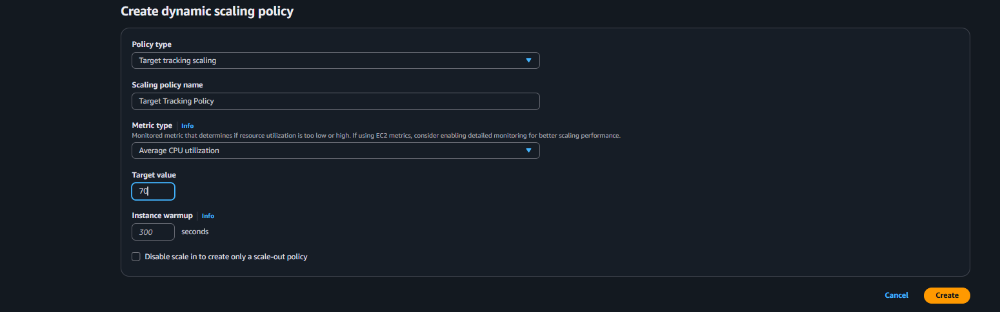 Create dynamic scaling policy
Policy type
Target tracking scaling
Scaling policy name
Target Tracking Policy
Metric type Info
Monitored metric that determines if resource utilization is too low or high. If using EC2 metrics, consider enabling detailed monitoring for better scaling performance.
Average CPU utilization
Target value
70
Instance warmup Info
300 seconds
Disable scale in to create only a scale-out policy
Cancel Create